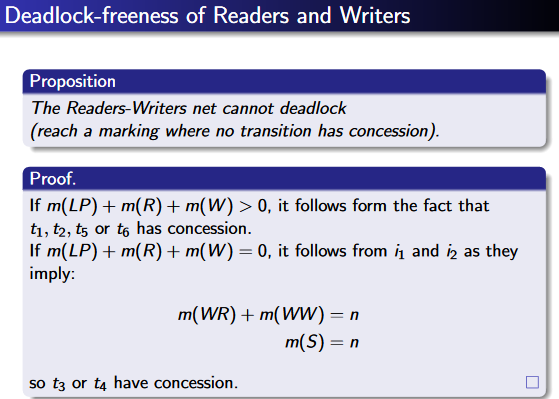 Deadlock-freeness of Readers and Writers
Proposition
The Readers-Writers net cannot deadlock
(reach a marking where no transition has concession).
Proof.
If m(LP) + m(R) + m(W) > 0, it follows form the fact that
t₁, t₂, t₅ or t₆ has concession.
If m(LP) + m(R) + m(W) = 0, it follows from i₁ and i₂ as they
imply:
m(WR) + m(WW) = n
m(S) = n
so t₃ or t₄ have concession.